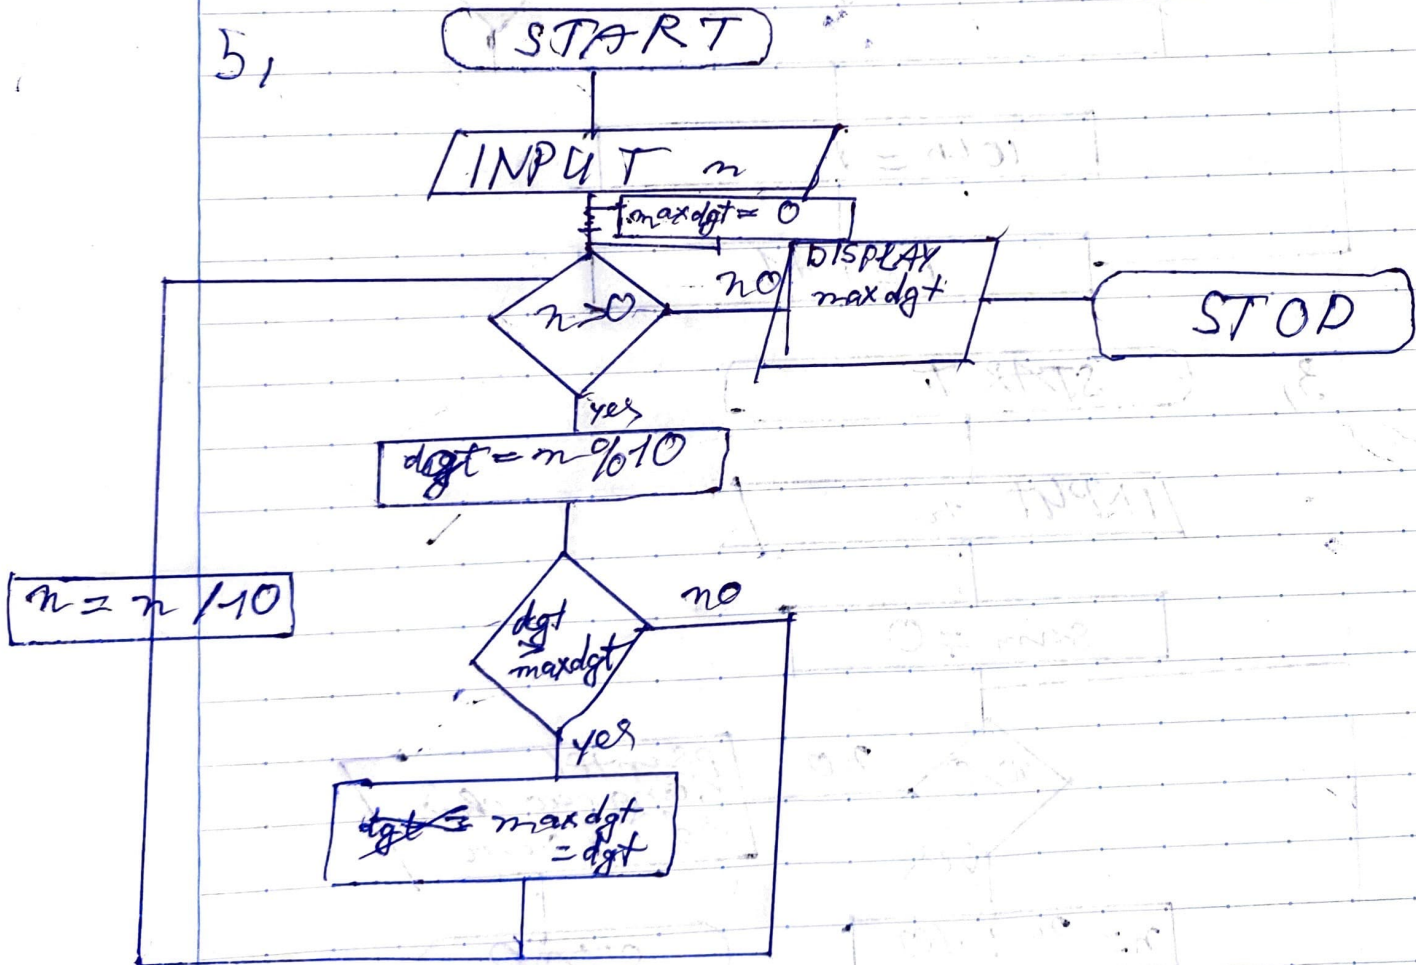 5,
START
INPUT n
maxdgt = 0
n>0
no
DISPLAY
maxdgt
STOP
yes
dgt = n%10
n = n /10
dgt
>
maxdgt
no
yes
dgt = maxdgt
= dgt